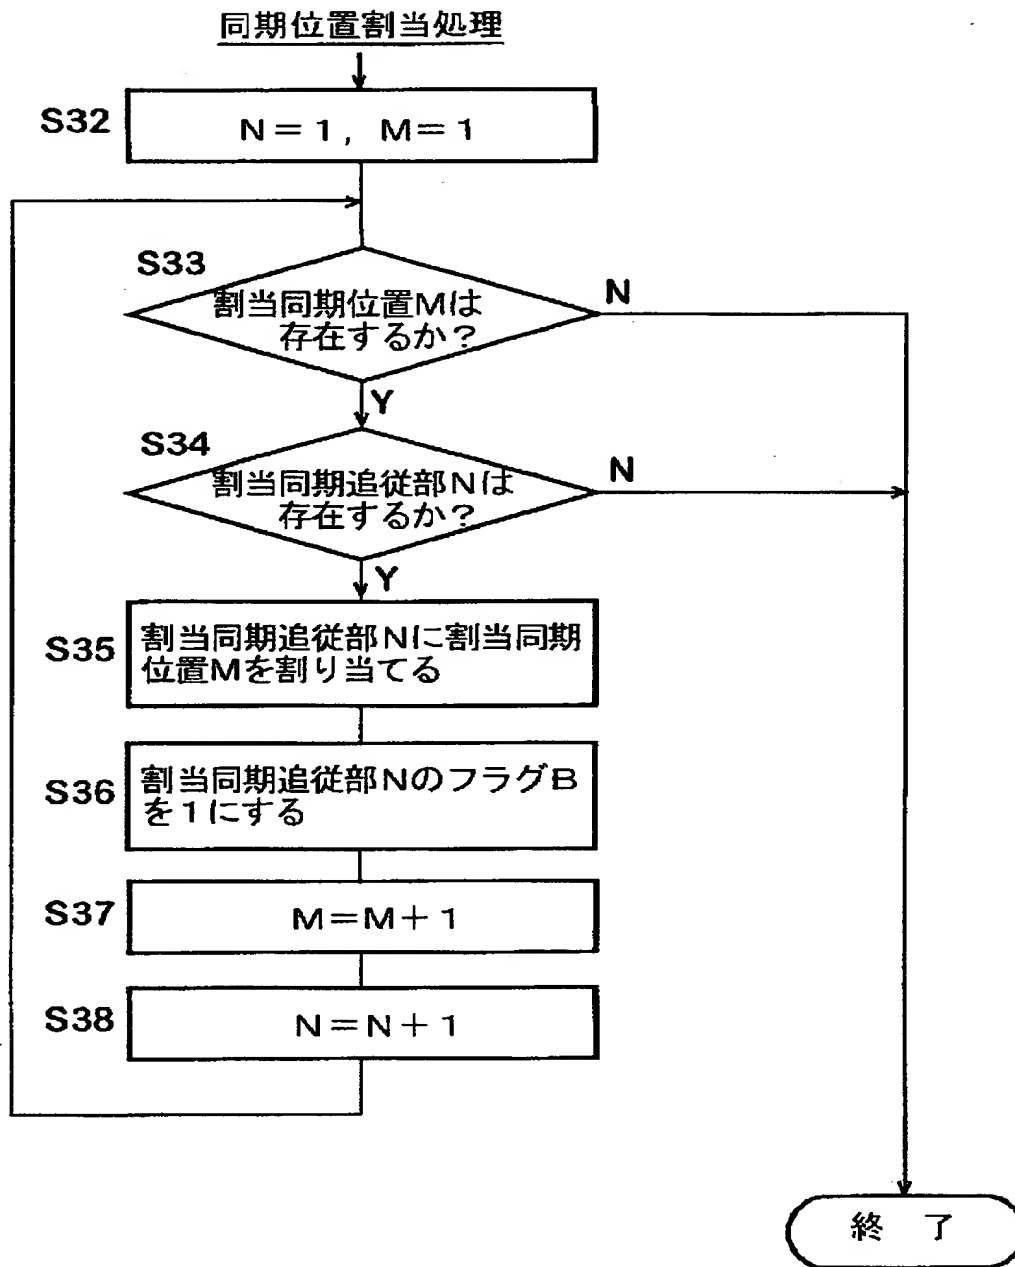 同期位置割当処理
S32
N=1, M=1
S33
割当同期位置Mは
存在するか?
N
Y
S34
割当同期追従部Nは
存在するか?
N
Y
S35
割当同期追従部Nに割当同期
位置Mを割り当てる
S36
割当同期追従部NのフラグB
を1にする
S37
M=M+1
S38
N=N+1
終 了